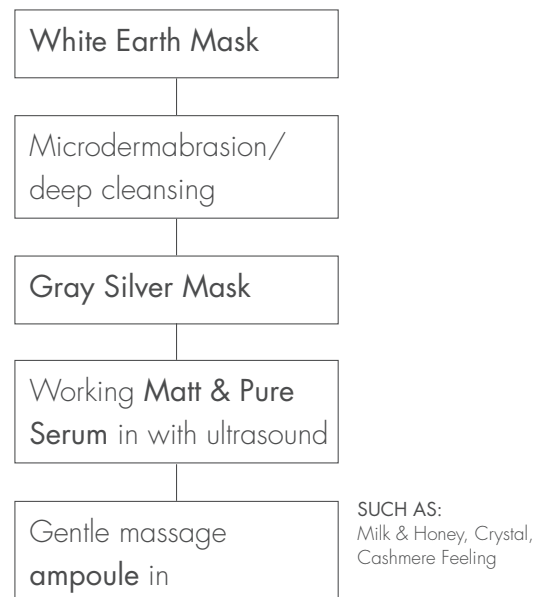 White Earth Mask
Microdermabrasion/
deep cleansing
Gray Silver Mask
Working Matt & Pure
Serum in with ultrasound
Gentle massage
ampoule in
SUCH AS:
Milk & Honey, Crystal,
Cashmere Feeling